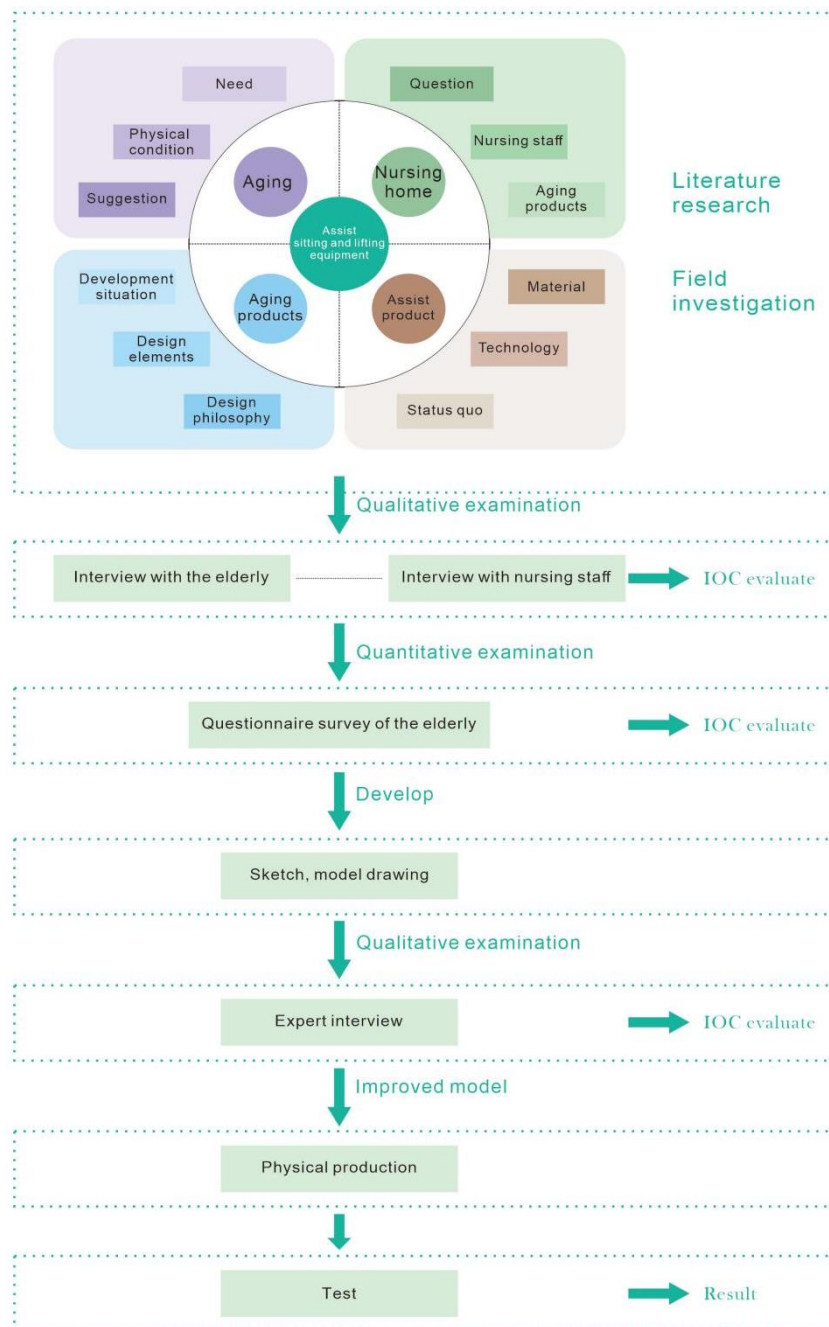 Need
Physical
condition
Suggestion
Aging
Question
Nursing staff
Aging
products
Nursing
home
Assist
sitting and lifting
equipment
Development
situation
Design
elements
Design
philosophy
Aging
products
Assist
product
Material
Technology
Status quo
Literature
research
Field
investigation
Qualitative examination
Interview with the elderly
Interview with nursing staff
IOC evaluate
Quantitative examination
Questionnaire survey of the elderly
IOC evaluate
Develop
Sketch, model drawing
Qualitative examination
Expert interview
IOC evaluate
Improved model
Physical production
Test
Result